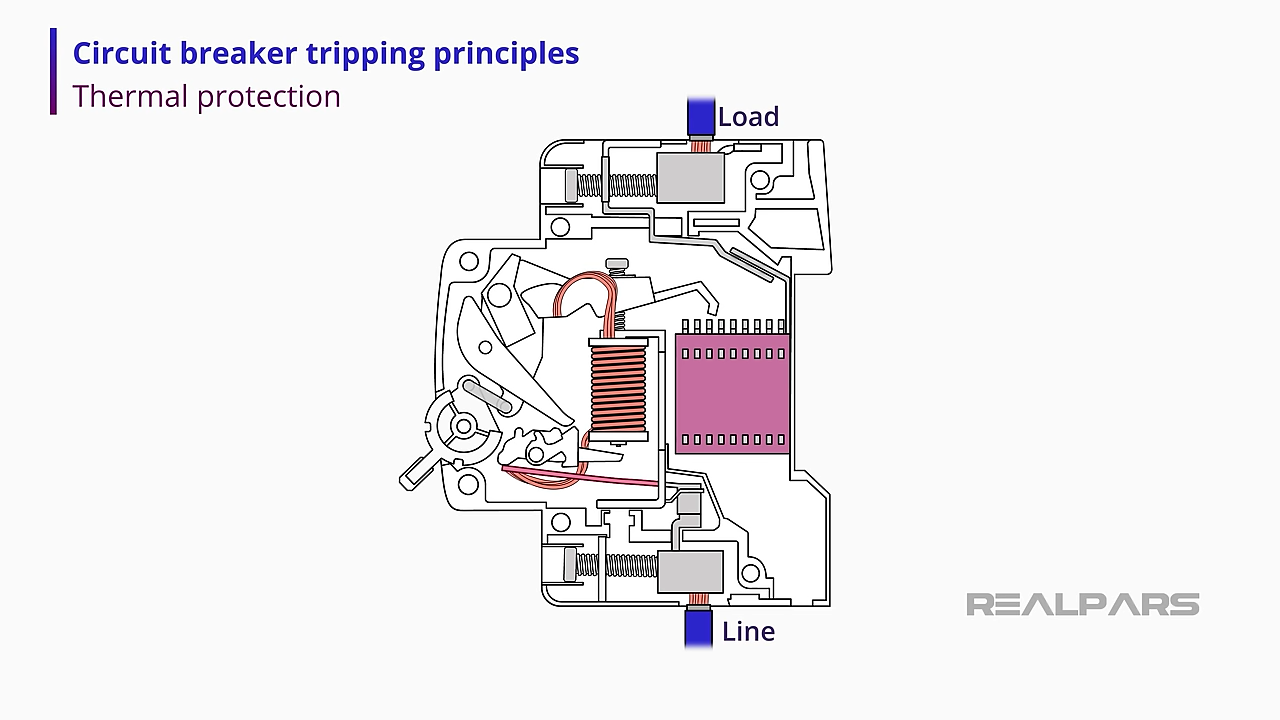 Circuit breaker tripping principles
Thermal protection
Load
Line
REALPARS